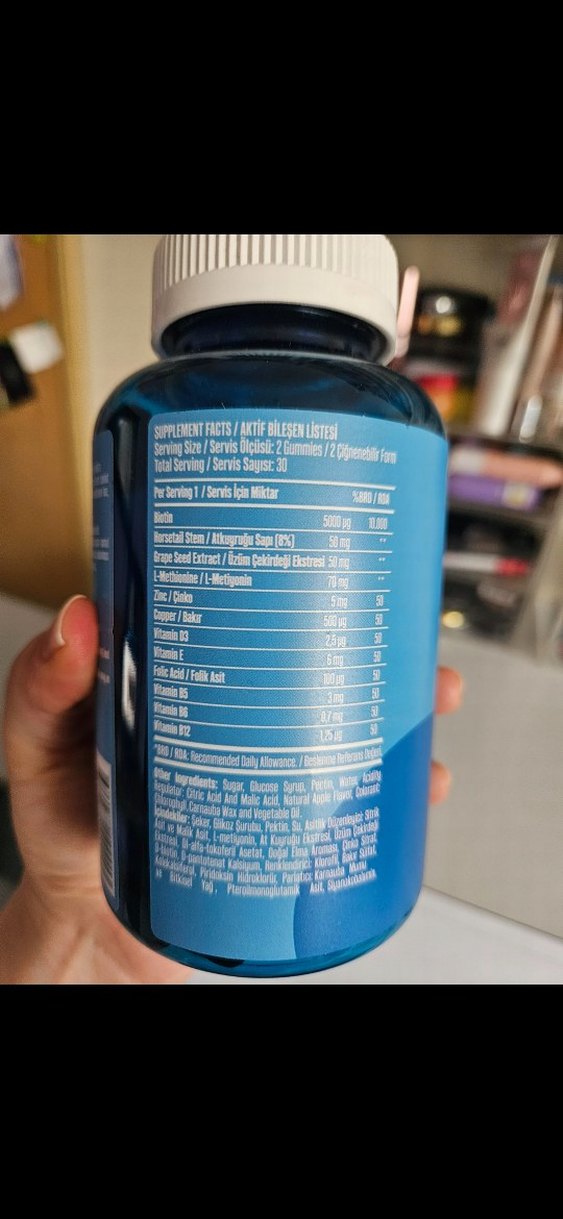 SUPPLEMENT FACTS / AKTİF BİLEŞEN LİSTESİ
Serving Size / Servis Ölçüsü: 2 Gummies / 2 Çiğnenebilir Form
Total Serving / Servis Sayısı: 30
Per Serving 1 / Servis İçin Miktar %BRD / RDA
Biotin 5000 µg 10.000
Horsetail Stem / Atkuyruğu Sapı (8%) 50 mg **
Grape Seed Extract / Üzüm Çekirdeği Ekstresi 50 mg **
L-Methionine / L-Metiyonin 70 mg **
Zinc / Çinko 5 mg 50
Copper / Bakır 500 µg 50
Vitamin D3 2,5 µg 50
Vitamin E 6 mg 50
Folic Acid / Folik Asit 100 µg 50
Vitamin B5 3 mg 50
Vitamin B6 0,7 mg 50
Vitamin B12 1,25 µg 50
*BRD / RDA: Recommended Daily Allowance. / Beslenme Referans Değeri.
Other Ingredients: Sugar, Glucose Syrup, Pectin, Water, Acidity
Regulator: Citric Acid And Malic Acid, Natural Apple Flavor, Colorant:
Chlorophyl, Carnauba Wax and Vegetable Oil.
İçindekiler: Şeker, Glikoz Şurubu, Pektin, Su, Asitlik Düzenleyici: Sitrik
Asit ve Malik Asit, L-metiyonin, At Kuyruğu Ekstresi, Üzüm Çekirdeği
Ekstresi, Dl-alfa-tokoferil Asetat, Doğal Elma Aroması, Çinko Sitrat,
D-biotin, D-pantotenat Kalsiyum, Renklendirici: Klorofil, Bakır Sülfat,
Kolekalsiferol, Piridoksin Hidroklorür, Parlatıcı: Karnauba Mumu
ve Bitkisel Yağ, Pteroilmonoglutamik Asit, Siyanokobalamin.